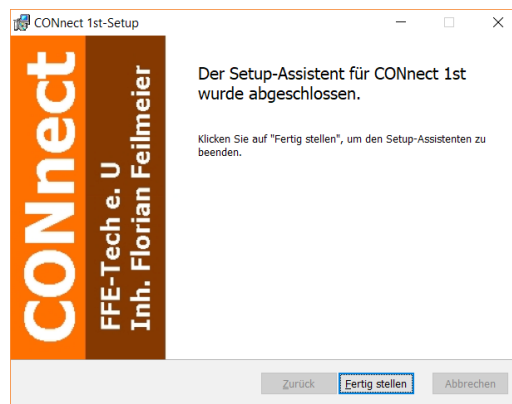 CONnect 1st-Setup
CONnect
FFE-Tech e. U
Inh. Florian Feilmeier
Der Setup-Assistent für CONnect 1st
wurde abgeschlossen.
Klicken Sie auf "Fertig stellen", um den Setup-Assistenten zu
beenden.
Zurück
Fertig stellen
Abbrechen